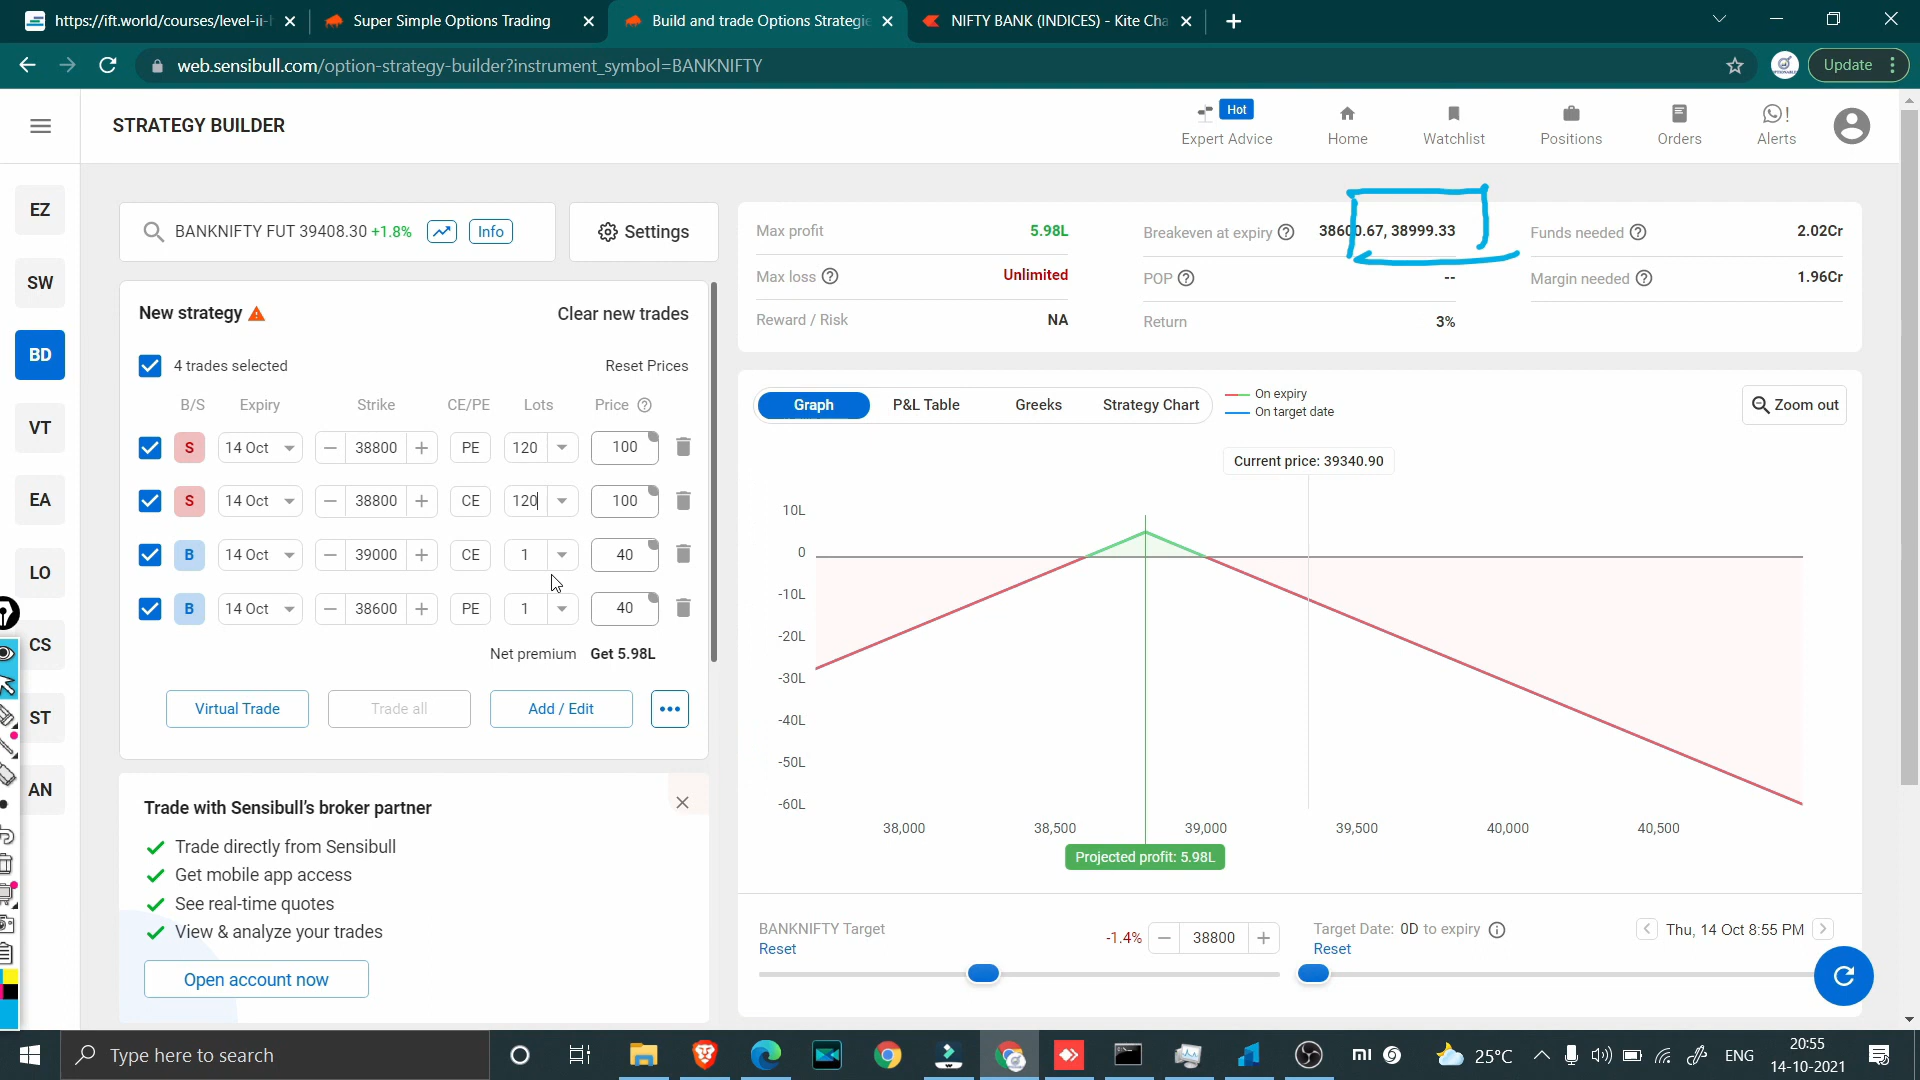 https://ift.world/courses/level-ii-
Super Simple Options Trading
Build and trade Options Strategie
NIFTY BANK (INDICES) - Kite Cha
web.sensibull.com/option-strategy-builder?instrument_symbol=BANKNIFTY
Update
STRATEGY BUILDER
Hot
Expert Advice
Home
Watchlist
Positions
Orders
Alerts
EZ
SW
BD
VT
EA
LO
CS
ST
AN
BANKNIFTY FUT 39408.30 +1.8%
Info
Settings
Max profit 5.98L
Max loss Unlimited
Reward / Risk NA
Breakeven at expiry 38600.67, 38999.33
POP --
Return 3%
Funds needed 2.02Cr
Margin needed 1.96Cr
New strategy
Clear new trades
4 trades selected
Reset Prices
B/S Expiry Strike CE/PE Lots Price
S 14 Oct 38800 PE 120 100
S 14 Oct 38800 CE 120 100
B 14 Oct 39000 CE 1 40
B 14 Oct 38600 PE 1 40
Net premium Get 5.98L
Virtual Trade
Trade all
Add / Edit
Graph
P&L Table
Greeks
Strategy Chart
On expiry
On target date
Zoom out
Current price: 39340.90
10L
0
-10L
-20L
-30L
-40L
-50L
-60L
38,000 38,500 39,000 39,500 40,000 40,500
Projected profit: 5.98L
Trade with Sensibull's broker partner
Trade directly from Sensibull
Get mobile app access
See real-time quotes
View & analyze your trades
Open account now
BANKNIFTY Target
Reset
-1.4% 38800
Target Date: 0D to expiry
Reset
Thu, 14 Oct 8:55 PM
Type here to search
25°C
ENG
20:55
14-10-2021